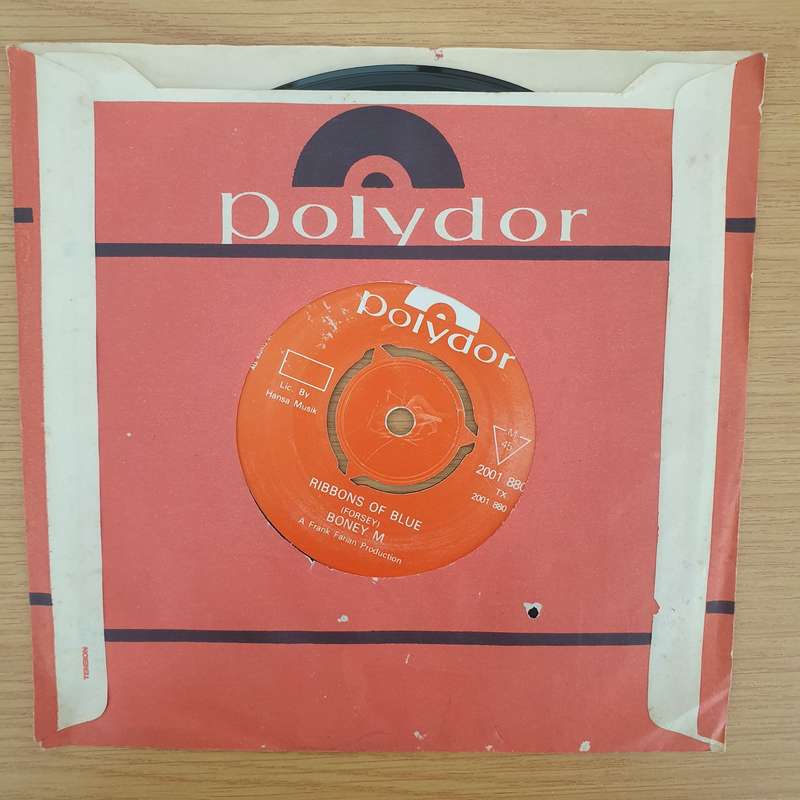 polydor
polydor
Lic. By
Hansa Musik
M
45
2001 880
TX
2001 880
RIBBONS OF BLUE
(FORSEY)
BONEY M
A Frank Farian Production
TENSION